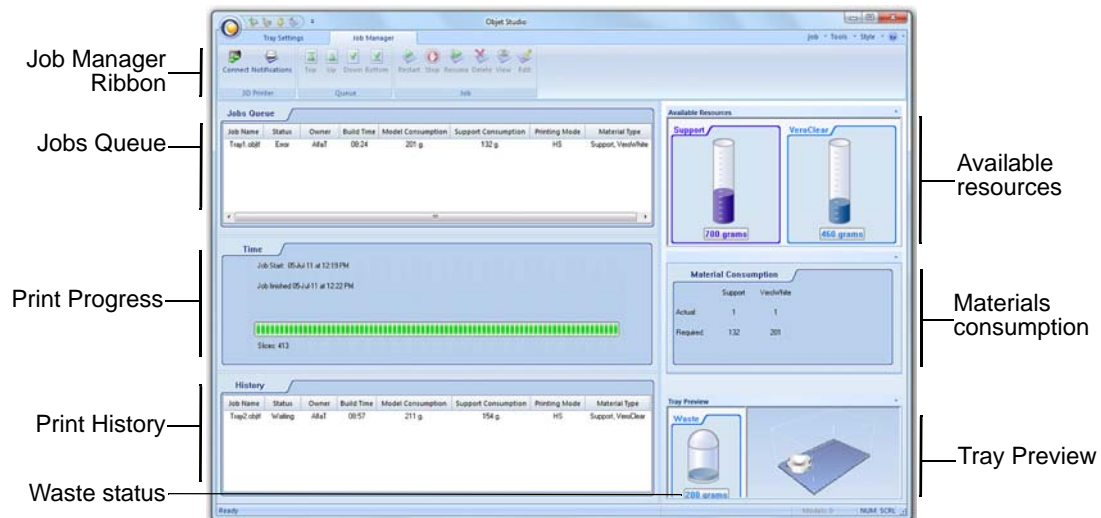 Objet Studio
Tray Settings
Job Manager
Job
Tools
Style
Connect
Notifications
Top
Up
Down
Bottom
Restart
Stop
Resume
Delete
View
Edit
3D Printer
Queue
Job
Job Manager
Ribbon
Jobs Queue
Jobs Queue
Job Name Status Owner Build Time Model Consumption Support Consumption Printing Mode Material Type
Tray1.objtf Error AlfaT 08:24 201 g. 132 g. HS Support, VeroWhite
Available Resources
Support
VeroClear
700 grams
460 grams
Available
resources
Print Progress
Time
Job Start: 05-Jul-11 at 12:19 PM
Job finished 05-Jul-11 at 12:22 PM
Slices: 413
Material Consumption
Support VeroWhite
Actual 1 1
Required 132 201
Materials
consumption
Print History
History
Job Name Status Owner Build Time Model Consumption Support Consumption Printing Mode Material Type
Tray2.objtf Waiting AlfaT 08:57 211 g. 154 g. HS Support, VeroClear
Tray Preview
Waste
200 grams
Tray Preview
Waste status
Ready
Models: 0
NUM SCRL